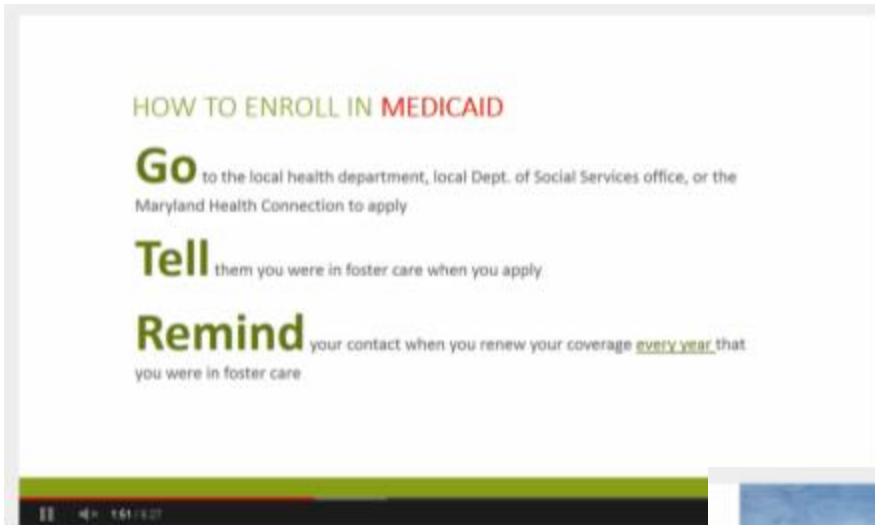 HOW TO ENROLL IN MEDICAID
Go to the local health department, local Dept. of Social Services office, or the
Maryland Health Connection to apply
Tell them you were in foster care when you apply
Remind your contact when you renew your coverage every year that
you were in foster care